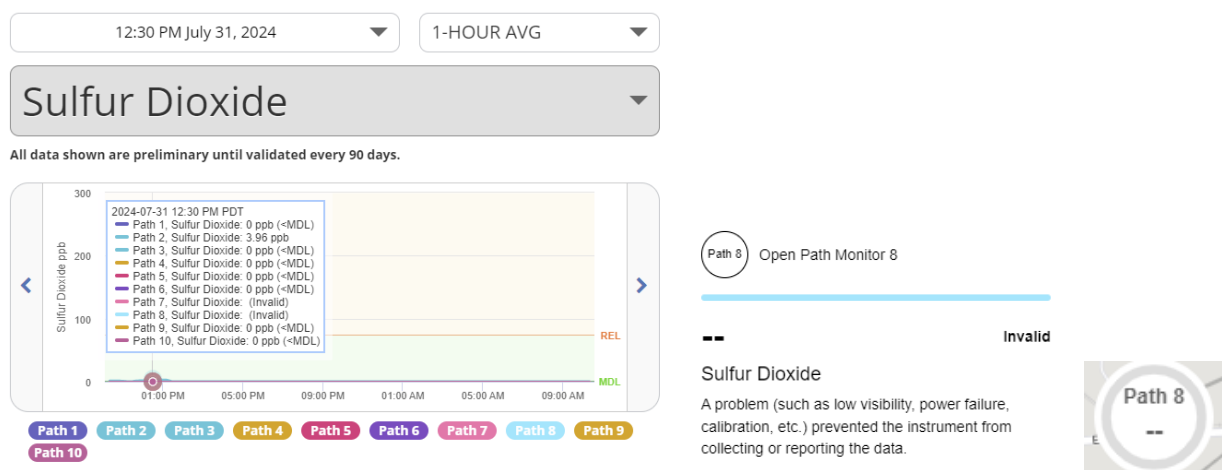 12:30 PM July 31, 2024
1-HOUR AVG
Sulfur Dioxide
All data shown are preliminary until validated every 90 days.
300
200
100
0
Sulfur Dioxide ppb
2024-07-31 12:30 PM PDT
Path 1, Sulfur Dioxide: 0 ppb (<MDL)
Path 2, Sulfur Dioxide: 3.96 ppb
Path 3, Sulfur Dioxide: 0 ppb (<MDL)
Path 4, Sulfur Dioxide: 0 ppb (<MDL)
Path 5, Sulfur Dioxide: 0 ppb (<MDL)
Path 6, Sulfur Dioxide: 0 ppb (<MDL)
Path 7, Sulfur Dioxide: (Invalid)
Path 8, Sulfur Dioxide: (Invalid)
Path 9, Sulfur Dioxide: 0 ppb (<MDL)
Path 10, Sulfur Dioxide: 0 ppb (<MDL)
REL
MDL
01:00 PM 05:00 PM 09:00 PM 01:00 AM 05:00 AM 09:00 AM
Path 1 Path 2 Path 3 Path 4 Path 5 Path 6 Path 7 Path 8 Path 9
Path 10
Path 8 Open Path Monitor 8
-- Invalid
Sulfur Dioxide
A problem (such as low visibility, power failure,
calibration, etc.) prevented the instrument from
collecting or reporting the data.
Path 8
--
E